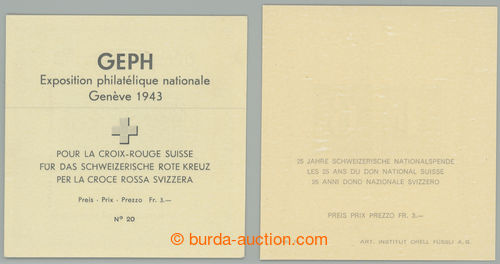 GEPH
Exposition philatélique nationale
Genève 1943
POUR LA CROIX-ROUGE SUISSE
FÜR DAS SCHWEIZERISCHE ROTE KREUZ
PER LA CROCE ROSSA SVIZZERA
Preis - Prix - Prezzo Fr. 3.—
Nº 20
25 JAHRE SCHWEIZERISCHE NATIONALSPENDE
LES 25 ANS DU DON NATIONAL SUISSE
25 ANNI DONO NAZIONALE SVIZZERO
PREIS PRIX PREZZO FR. 3.—
ART. INSTITUT ORELL FÜSSLI A.G.
© burda-auction.com